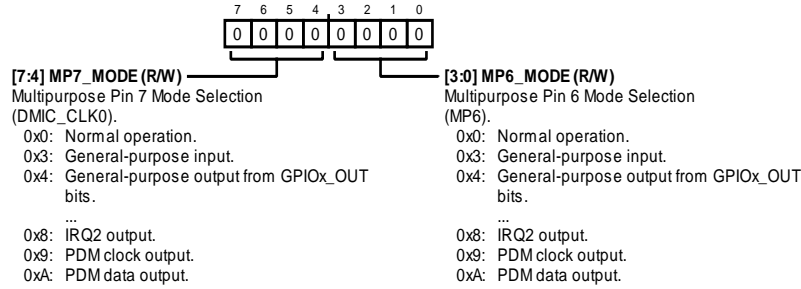 7 6 5 4 3 2 1 0
0 0 0 0 0 0 0 0
[7:4] MP7_MODE (R/W)
Multipurpose Pin 7 Mode Selection
(DMIC_CLK0).
0x0: Normal operation.
0x3: General-purpose input.
0x4: General-purpose output from GPIOx_OUT
bits.
...
0x8: IRQ2 output.
0x9: PDM clock output.
0xA: PDM data output.
[3:0] MP6_MODE (R/W)
Multipurpose Pin 6 Mode Selection
(MP6).
0x0: Normal operation.
0x3: General-purpose input.
0x4: General-purpose output from GPIOx_OUT
bits.
...
0x8: IRQ2 output.
0x9: PDM clock output.
0xA: PDM data output.